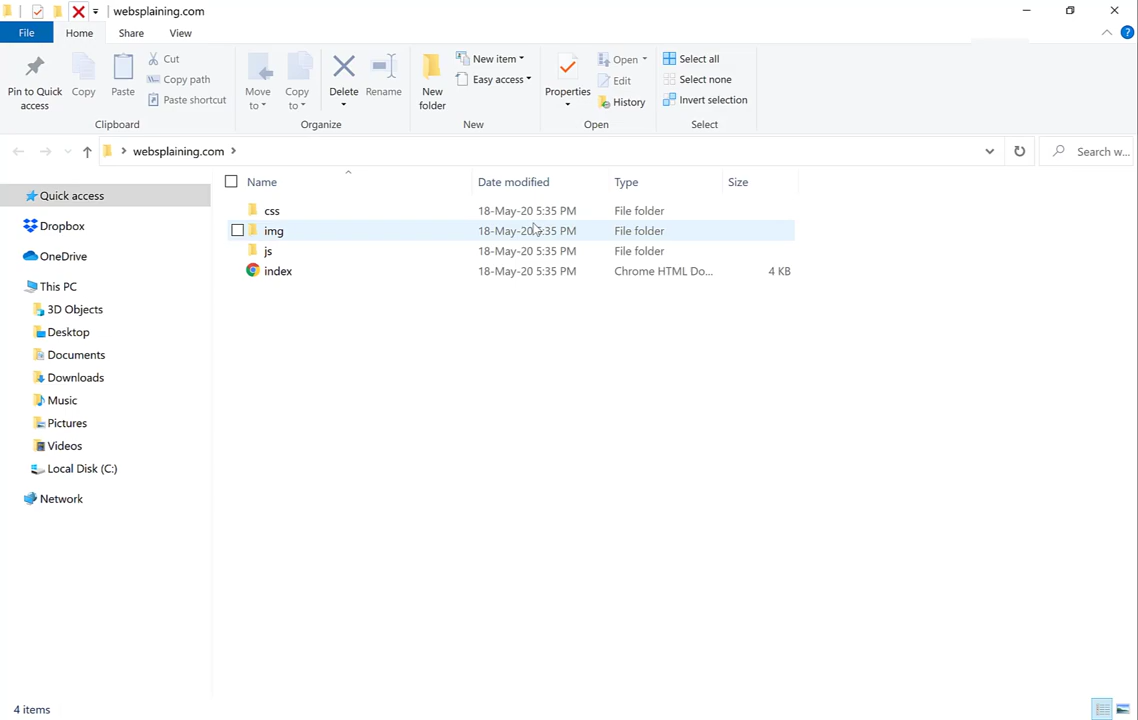 websplaining.com
File Home Share View
Pin to Quick access
Copy
Paste
Cut
Copy path
Paste shortcut
Clipboard
Move to
Copy to
Delete
Rename
Organize
New folder
New item
Easy access
New
Properties
Open
Edit
History
Open
Select all
Select none
Invert selection
Select
websplaining.com
Search w...
Name Date modified Type Size
css 18-May-20 5:35 PM File folder
img 18-May-20 5:35 PM File folder
js 18-May-20 5:35 PM File folder
index 18-May-20 5:35 PM Chrome HTML Do... 4 KB
Quick access
Dropbox
OneDrive
This PC
3D Objects
Desktop
Documents
Downloads
Music
Pictures
Videos
Local Disk (C:)
Network
4 items